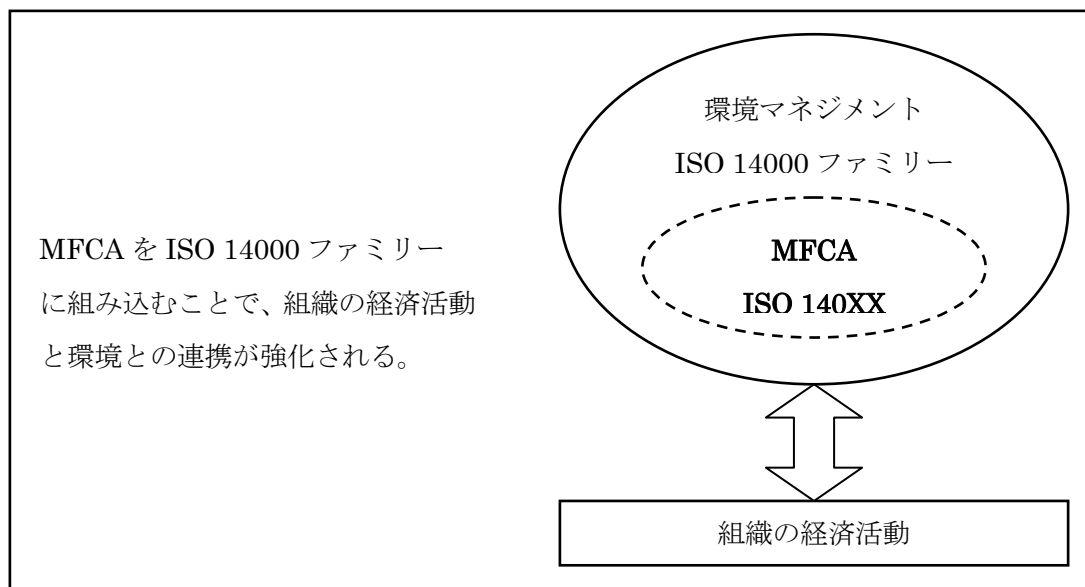 MFCA を ISO 14000 ファミリー
に組み込むことで、組織の経済活動
と環境との連携が強化される。
環境マネジメント
ISO 14000 ファミリー
MFCA
ISO 140XX
組織の経済活動